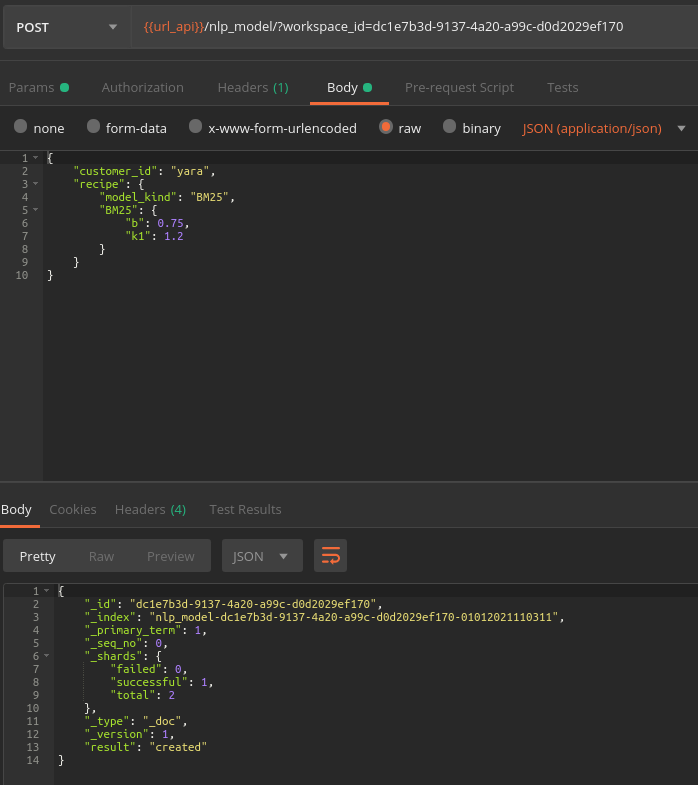 POST {{url_api}}/nlp_model/?workspace_id=dc1e7b3d-9137-4a20-a99c-d0d2029ef170
Params Authorization Headers (1) Body Pre-request Script Tests
none form-data x-www-form-urlencoded raw binary JSON (application/json)
1 {
2 "customer_id": "yara",
3 "recipe": {
4 "model_kind": "BM25",
5 "BM25": {
6 "b": 0.75,
7 "k1": 1.2
8 }
9 }
10 }
Body Cookies Headers (4) Test Results
Pretty Raw Preview JSON
1 {
2 "_id": "dc1e7b3d-9137-4a20-a99c-d0d2029ef170",
3 "_index": "nlp_model-dc1e7b3d-9137-4a20-a99c-d0d2029ef170-01012021110311",
4 "_primary_term": 1,
5 "_seq_no": 0,
6 "_shards": {
7 "failed": 0,
8 "successful": 1,
9 "total": 2
10 },
11 "_type": "_doc",
12 "_version": 1,
13 "result": "created"
14 }